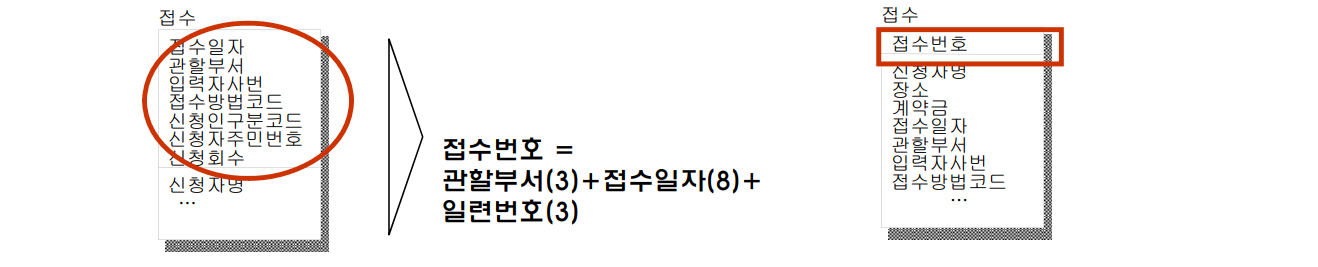 접수
접수일자
관할부서
입력자사번
접수방법코드
신청인구분코드
신청자주민번호
신청회수
신청자명
...
접수번호 =
관할부서(3)+접수일자(8)+
일련번호(3)
접수
접수번호
신청자명
장소
계약금
접수일자
관할부서
입력자사번
접수방법코드
...